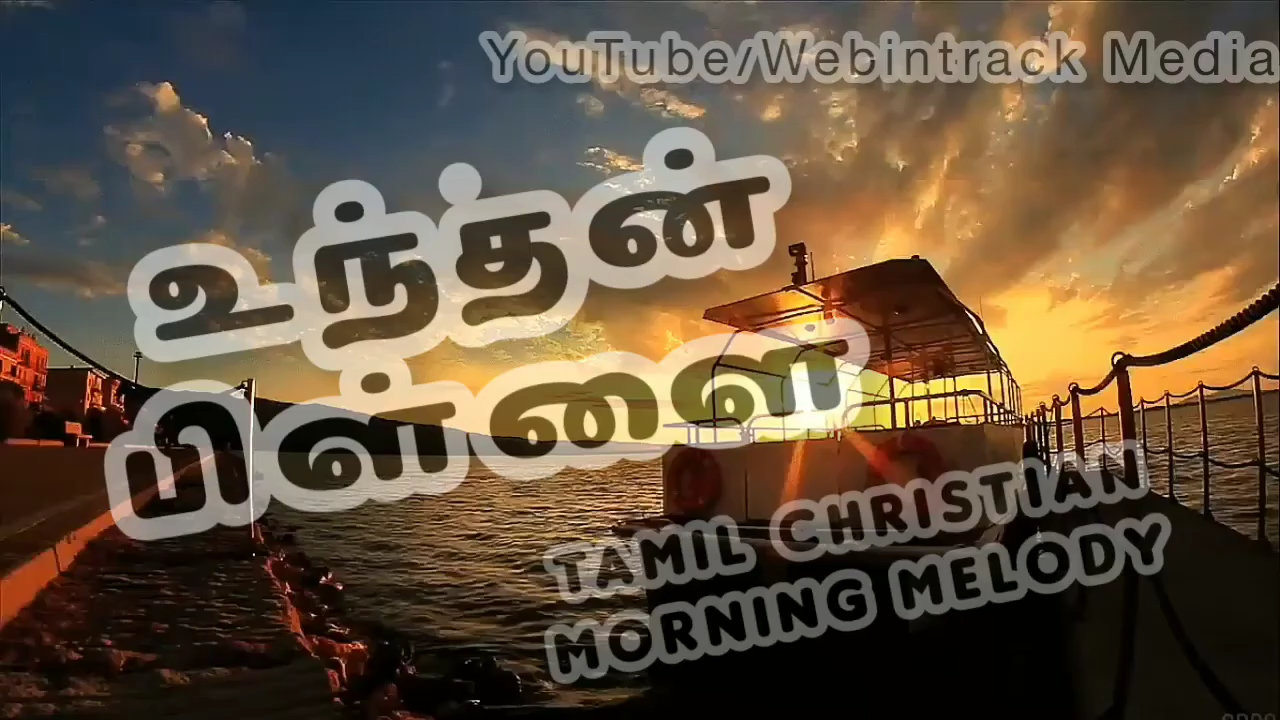 YouTube/Webintrack Media
உந்தன்
பிள்ளை
TAMIL CHRISTIAN
MORNING MELODY